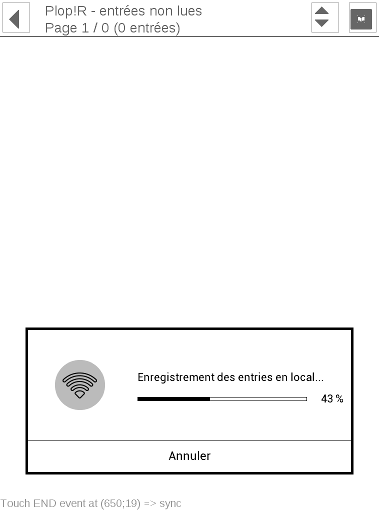 Plop!R - entrées non lues
Page 1 / 0 (0 entrées)
Enregistrement des entries en local...
43 %
Annuler
Touch END event at (650;19) => sync